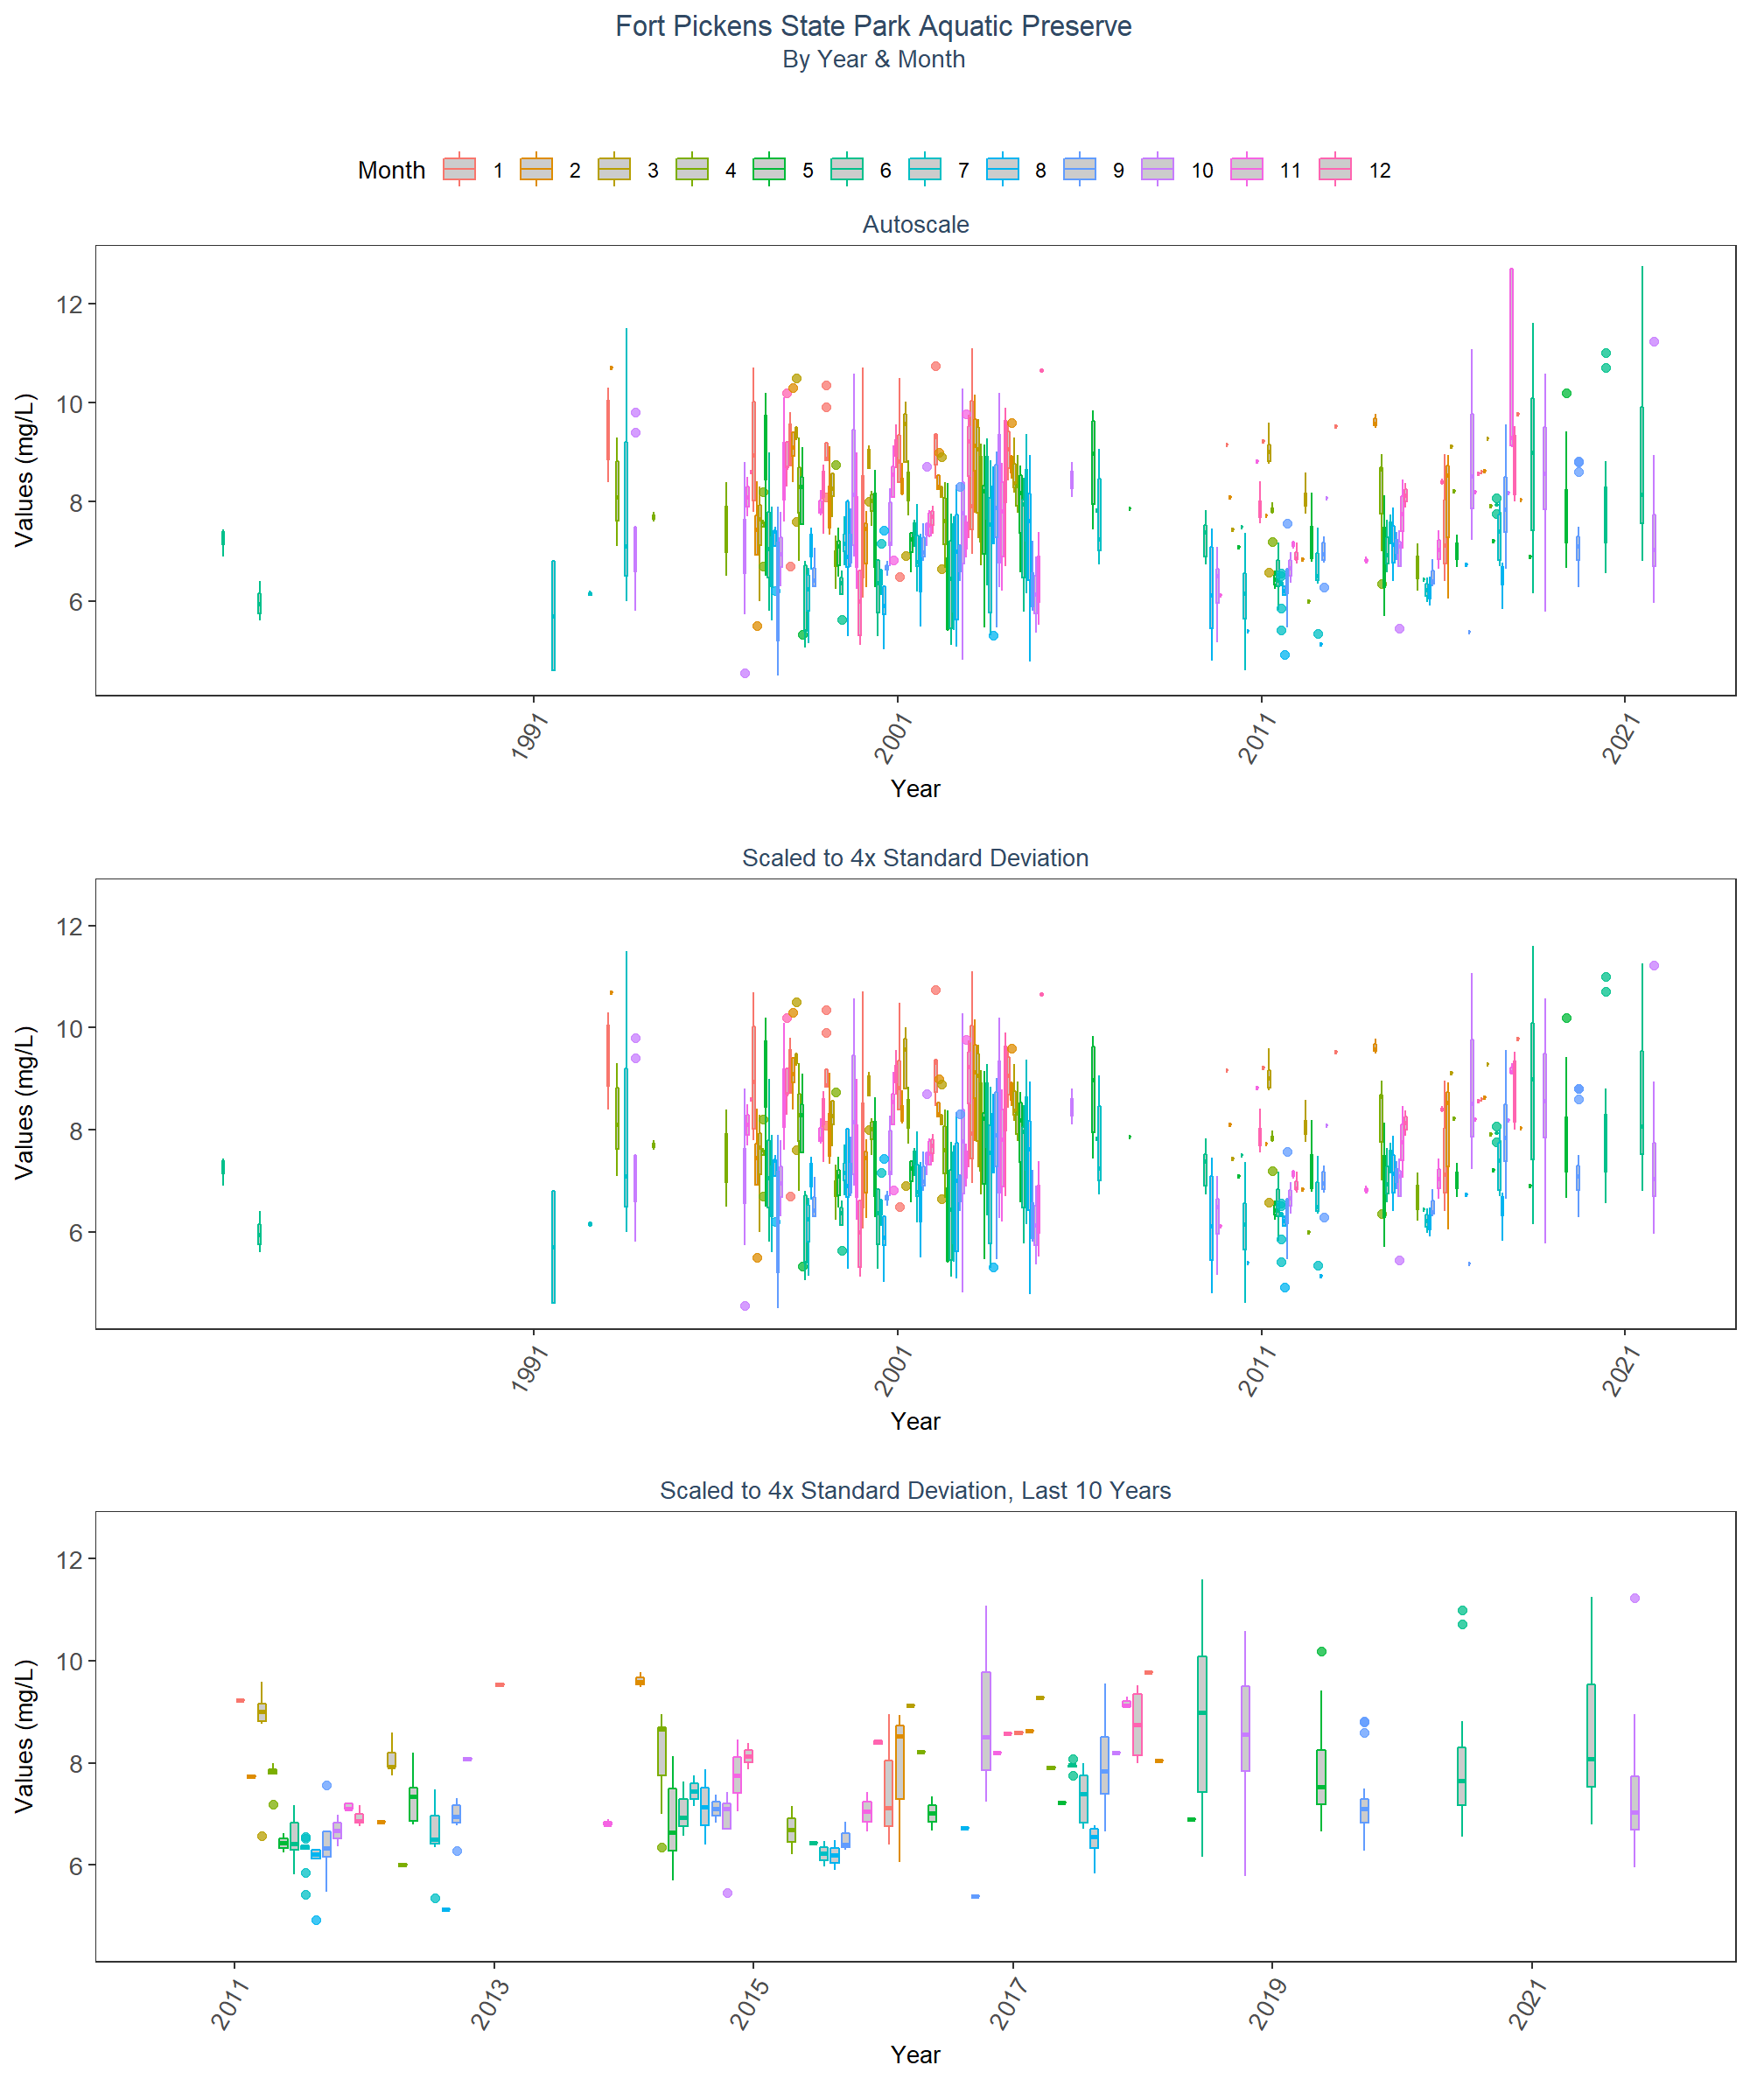 Fort Pickens State Park Aquatic Preserve
By Year & Month
Month 1 2 3 4 5 6 7 8 9 10 11 12
Autoscale
Values (mg/L)
12
10
8
6
1991 2001 2011 2021
Year
Scaled to 4x Standard Deviation
Values (mg/L)
12
10
8
6
1991 2001 2011 2021
Year
Scaled to 4x Standard Deviation, Last 10 Years
Values (mg/L)
12
10
8
6
2011 2013 2015 2017 2019 2021
Year